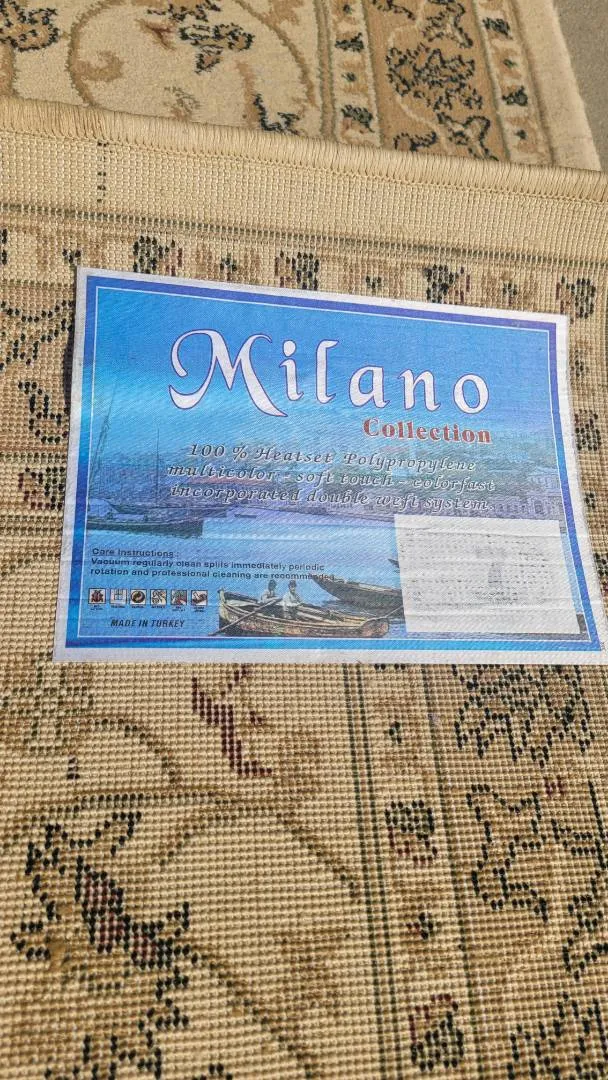 Milano
Collection
100 % Heatset Polypropylene
multicolor - soft touch - colorfast
incorporated double weft system
Care Instructions :
Vacuum regularly clean spills immediately periodic
rotation and professional cleaning are recommended
MADE IN TURKEY